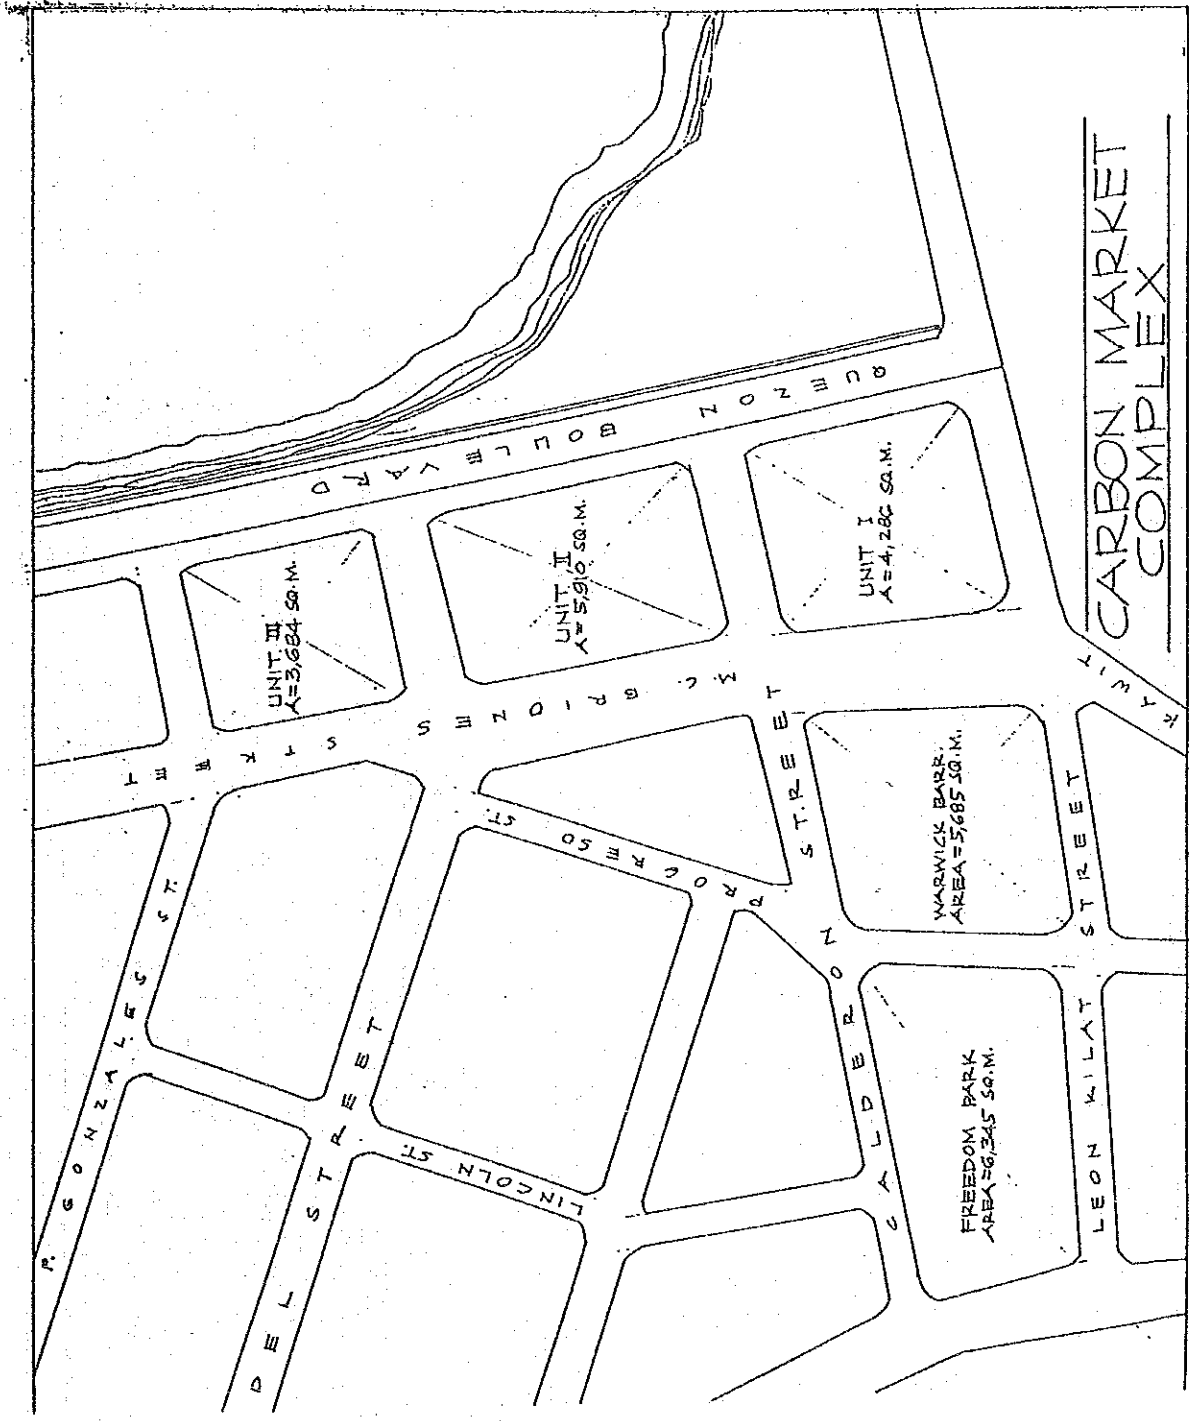 CARBON MARKET
COMPLEX
QUEZON BOULEVARD
UNIT III
A=3,684 SQ.M.
UNIT II
A=5,910 SQ.M.
UNIT I
A=4,286 SQ.M.
M.C. BRIONES STREET
WARWICK BARR.
AREA=5,685 SQ.M.
FREEDOM PARK
AREA=6,345 SQ.M.
CALDERON STREET
LEON KILAT STREET
KAWIT
PROGRESO ST.
LINCOLN ST.
P. GONZALES ST.
DEL STREET